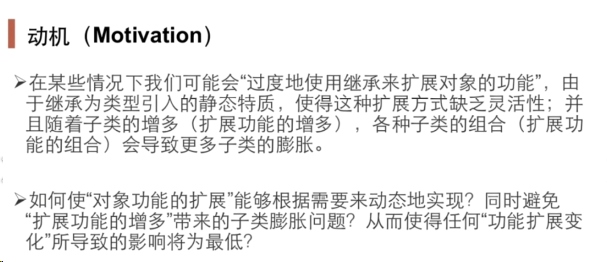 动机（Motivation）
➢在某些情况下我们可能会“过度地使用继承来扩展对象的功能”，由
于继承为类型引入的静态特质，使得这种扩展方式缺乏灵活性；并
且随着子类的增多（扩展功能的增多），各种子类的组合（扩展功
能的组合）会导致更多子类的膨胀。
➢如何使“对象功能的扩展”能够根据需要来动态地实现？同时避免
“扩展功能的增多”带来的子类膨胀问题？从而使得任何“功能扩展变
化”所导致的影响将为最低？